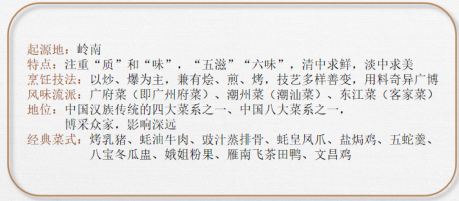 起源地：岭南
特点：注重“质”和“味”，“五滋”“六味”，清中求鲜，淡中求美
烹饪技法：以炒、爆为主，兼有烩、煎、烤，技艺多样善变，用料奇异广博
风味流派：广府菜（即广州府菜）、潮州菜（潮汕菜）、东江菜（客家菜）
地位：中国汉族传统的四大菜系之一、中国八大菜系之一，
博采众家，影响深远
经典菜式：烤乳猪、蚝油牛肉、豉汁蒸排骨、蚝皇凤爪、盐焗鸡、五蛇羹、
八宝冬瓜盅、娥姐粉果、雁南飞茶田鸭、文昌鸡